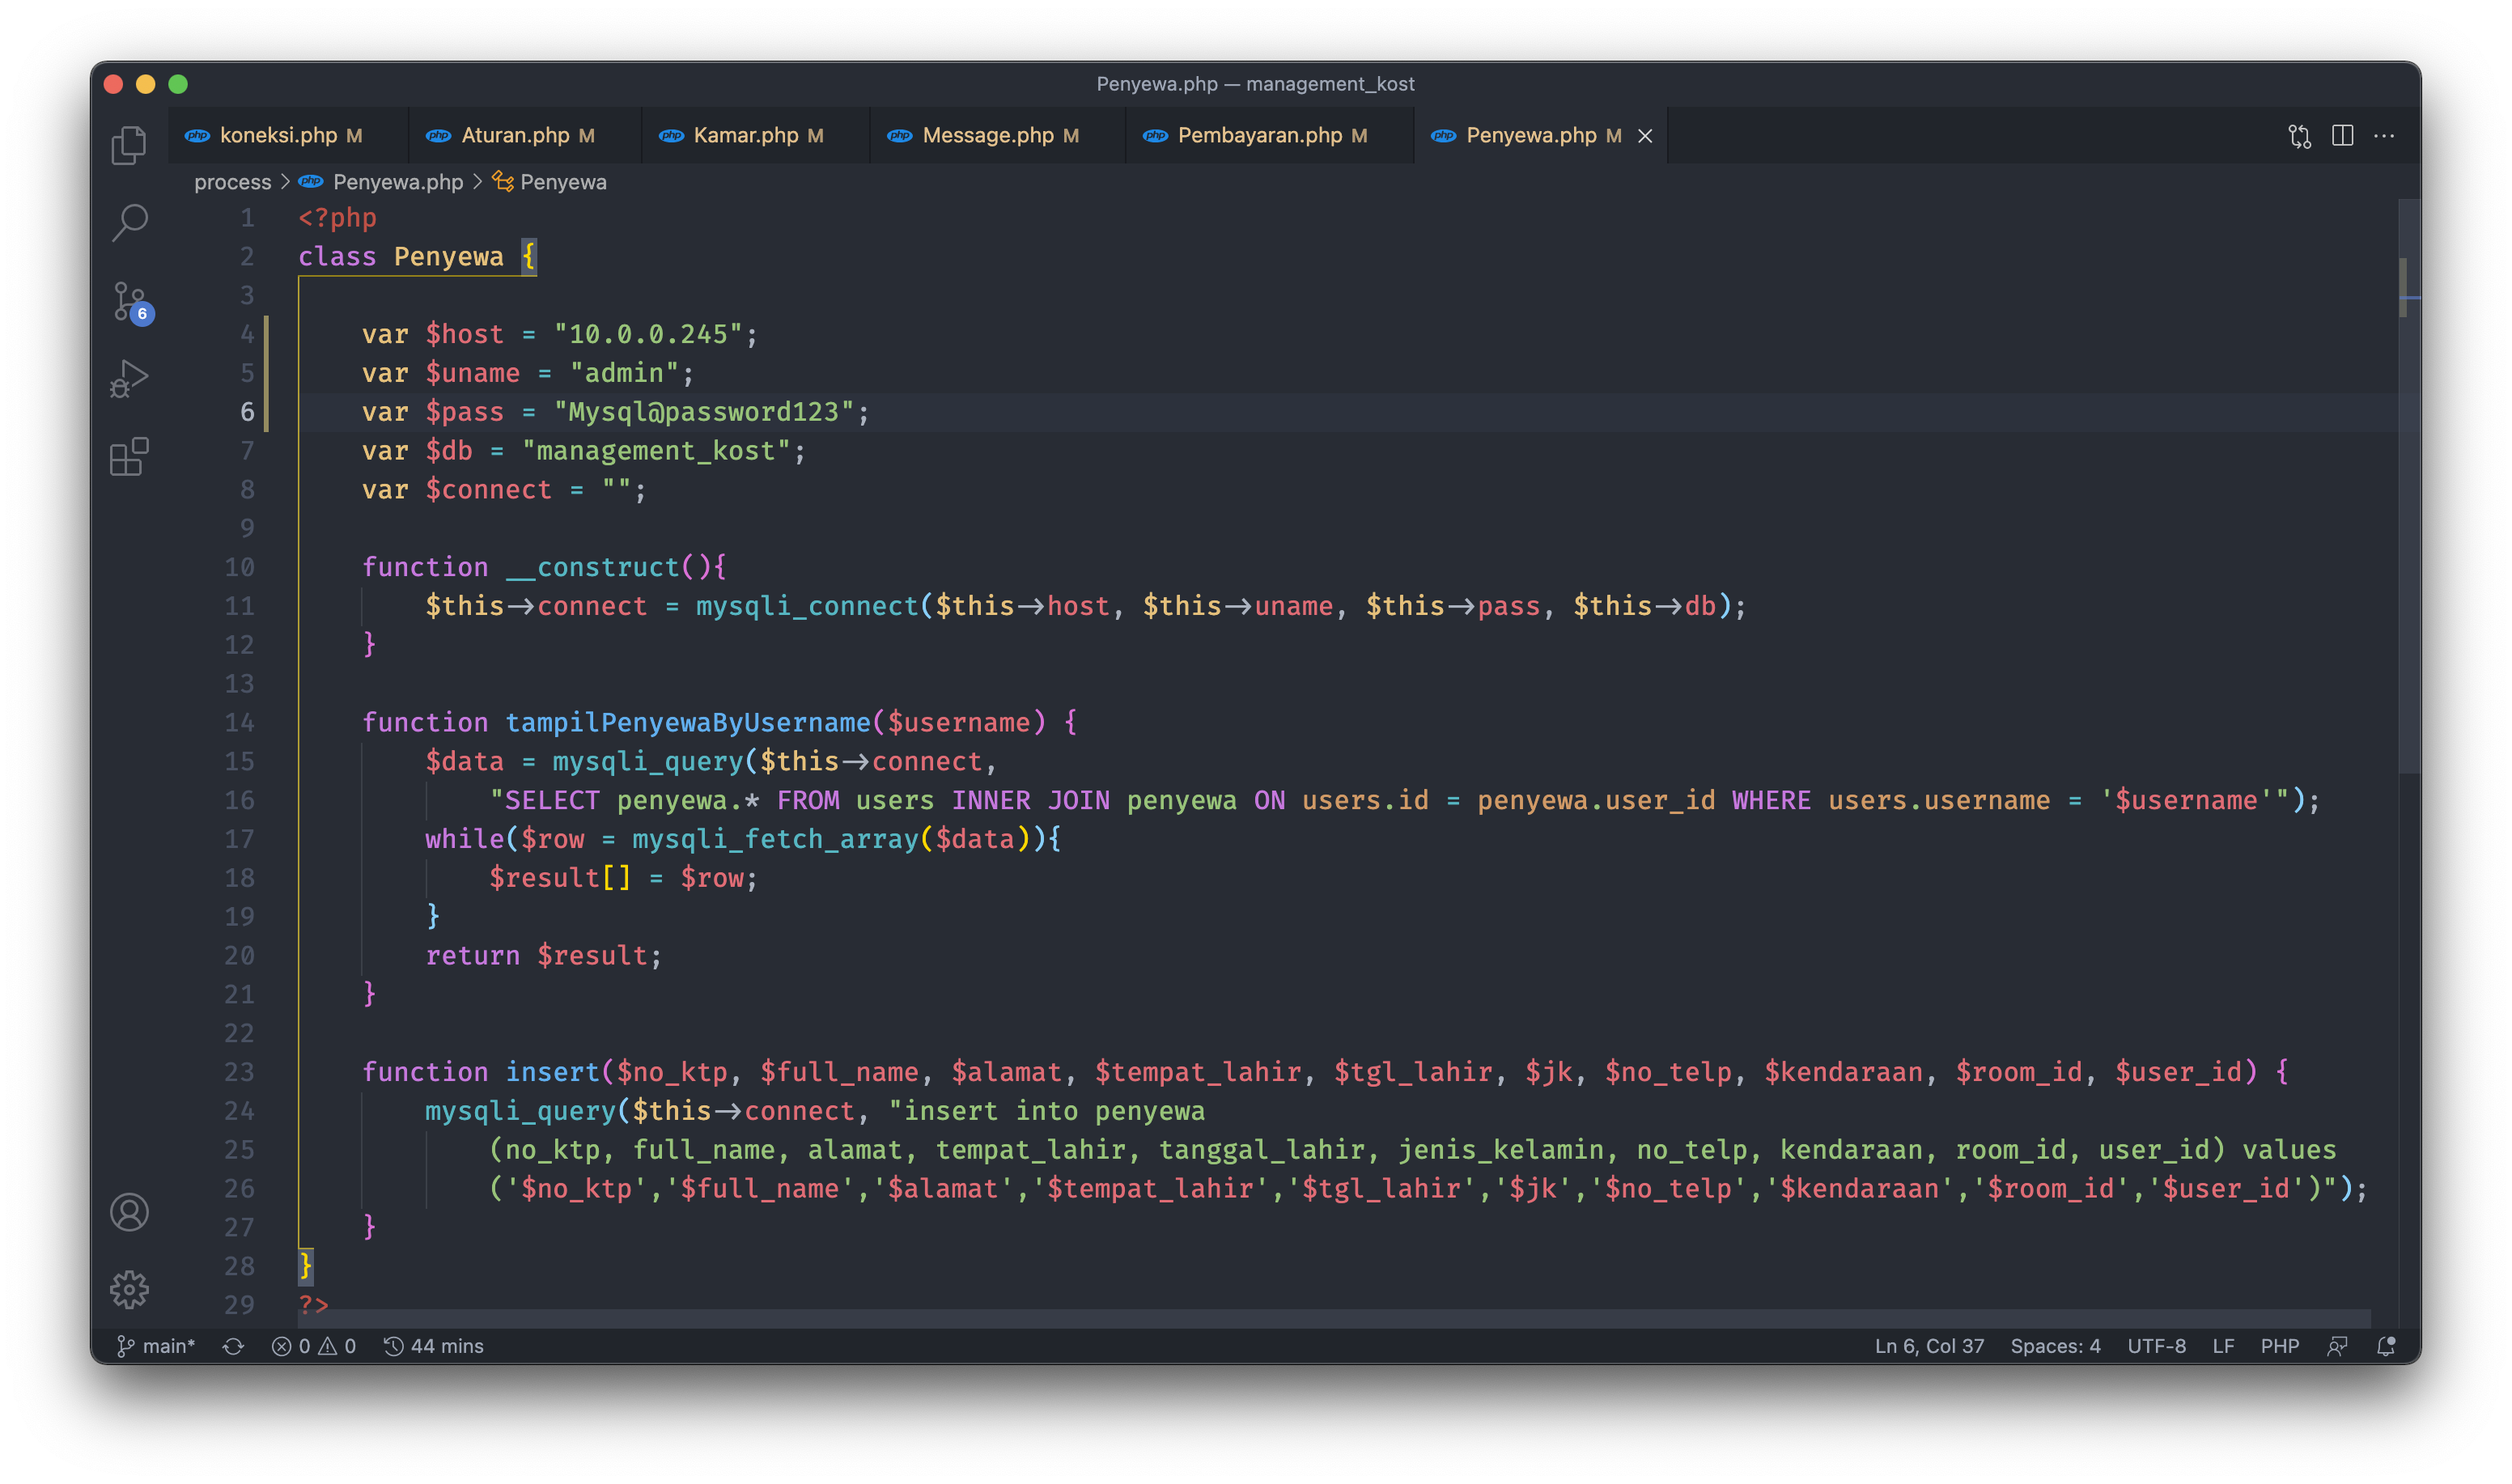 Penyewa.php — management_kost
php koneksi.php M php Aturan.php M php Kamar.php M php Message.php M php Pembayaran.php M php Penyewa.php M
process > php Penyewa.php > Penyewa
1 <?php
2 class Penyewa {
3
4 var $host = "10.0.0.245";
5 var $uname = "admin";
6 var $pass = "Mysql@password123";
7 var $db = "management_kost";
8 var $connect = "";
9
10 function __construct(){
11 $this->connect = mysqli_connect($this->host, $this->uname, $this->pass, $this->db);
12 }
13
14 function tampilPenyewaByUsername($username) {
15 $data = mysqli_query($this->connect,
16 "SELECT penyewa.* FROM users INNER JOIN penyewa ON users.id = penyewa.user_id WHERE users.username = '$username'");
17 while($row = mysqli_fetch_array($data)){
18 $result[] = $row;
19 }
20 return $result;
21 }
22
23 function insert($no_ktp, $full_name, $alamat, $tempat_lahir, $tgl_lahir, $jk, $no_telp, $kendaraan, $room_id, $user_id) {
24 mysqli_query($this->connect, "insert into penyewa
25 (no_ktp, full_name, alamat, tempat_lahir, tanggal_lahir, jenis_kelamin, no_telp, kendaraan, room_id, user_id) values
26 ('$no_ktp','$full_name','$alamat','$tempat_lahir','$tgl_lahir','$jk','$no_telp','$kendaraan','$room_id','$user_id')");
27 }
28 }
29 ?>
6
main* 0 0 44 mins Ln 6, Col 37 Spaces: 4 UTF-8 LF PHP